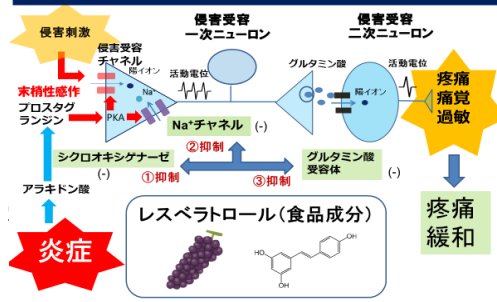 侵害刺激
侵害受容
チャネル
侵害受容
一次ニューロン
侵害受容
二次ニューロン
陽イオン
Na⁺
活動電位
グルタミン酸
陽イオン
活動電位
疼痛
痛覚
過敏
末梢性感作
プロスタグ
ランジン
PKA
Na⁺チャネル
(-)
(-)
②抑制
シクロオキシゲナーゼ
(-)
①抑制
③抑制
グルタミン酸
受容体
(-)
アラキドン酸
炎症
疼痛
緩和
レスベラトロール(食品成分)
HO
OH
OH